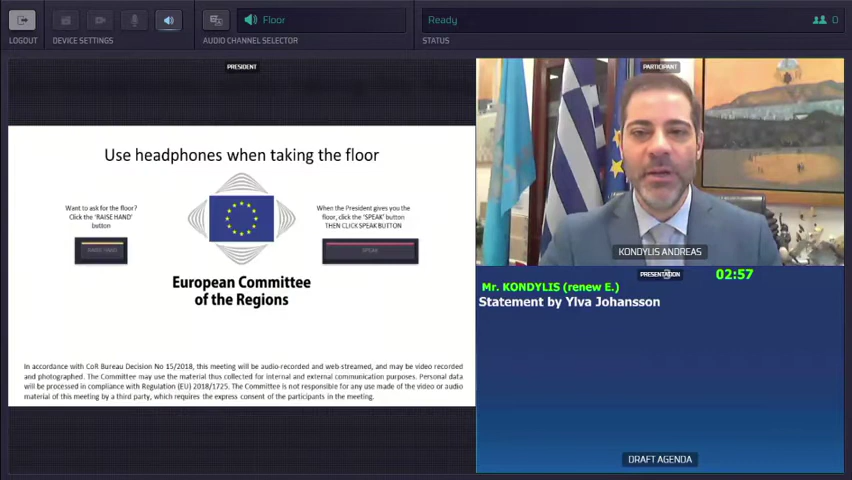 LOGOUT
DEVICE SETTINGS
Floor
AUDIO CHANNEL SELECTOR
Ready
0
STATUS
PRESIDENT
Use headphones when taking the floor
Want to ask for the floor?
Click the 'RAISE HAND'
button
RAISE HAND
When the President gives you the
floor, click the 'SPEAK' button
THEN CLICK SPEAK BUTTON
SPEAK
European Committee
of the Regions
In accordance with CoR Bureau Decision No 15/2018, this meeting will be audio-recorded and web-streamed, and may be video recorded
and photographed. The Committee may use the material thus collected for internal and external communication purposes. Personal data
will be processed in compliance with Regulation (EU) 2018/1725. The Committee is not responsible for any use made of the video or audio
material of this meeting by a third party, which requires the express consent of the participants in the meeting.
PARTICIPANT
KONDYLIS ANDREAS
PRESENTATION
02:57
Mr. KONDYLIS (renew E.)
Statement by Ylva Johansson
DRAFT AGENDA